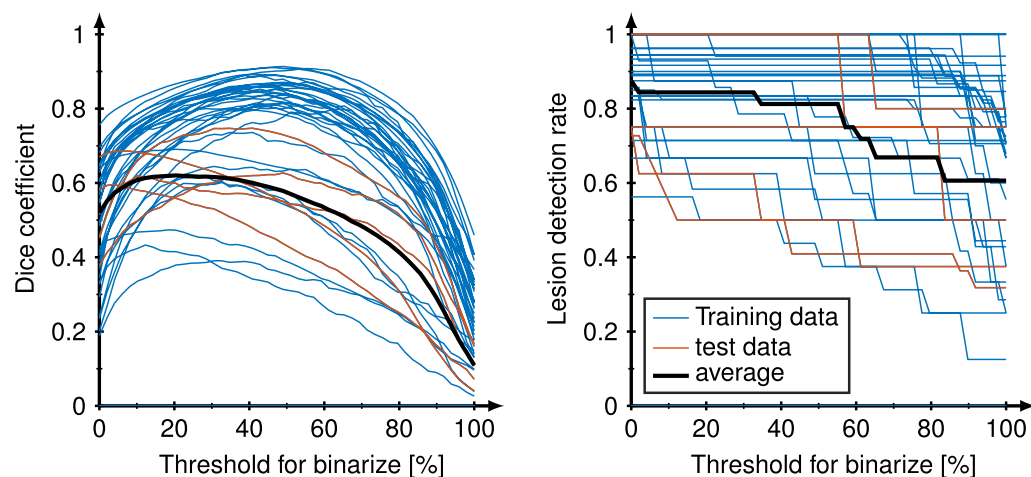 Dice coefficient
1
0.8
0.6
0.4
0.2
0
0 20 40 60 80 100
Threshold for binarize [%]
Lesion detection rate
1
0.8
0.6
0.4
0.2
0
Training data
test data
average
0 20 40 60 80 100
Threshold for binarize [%]